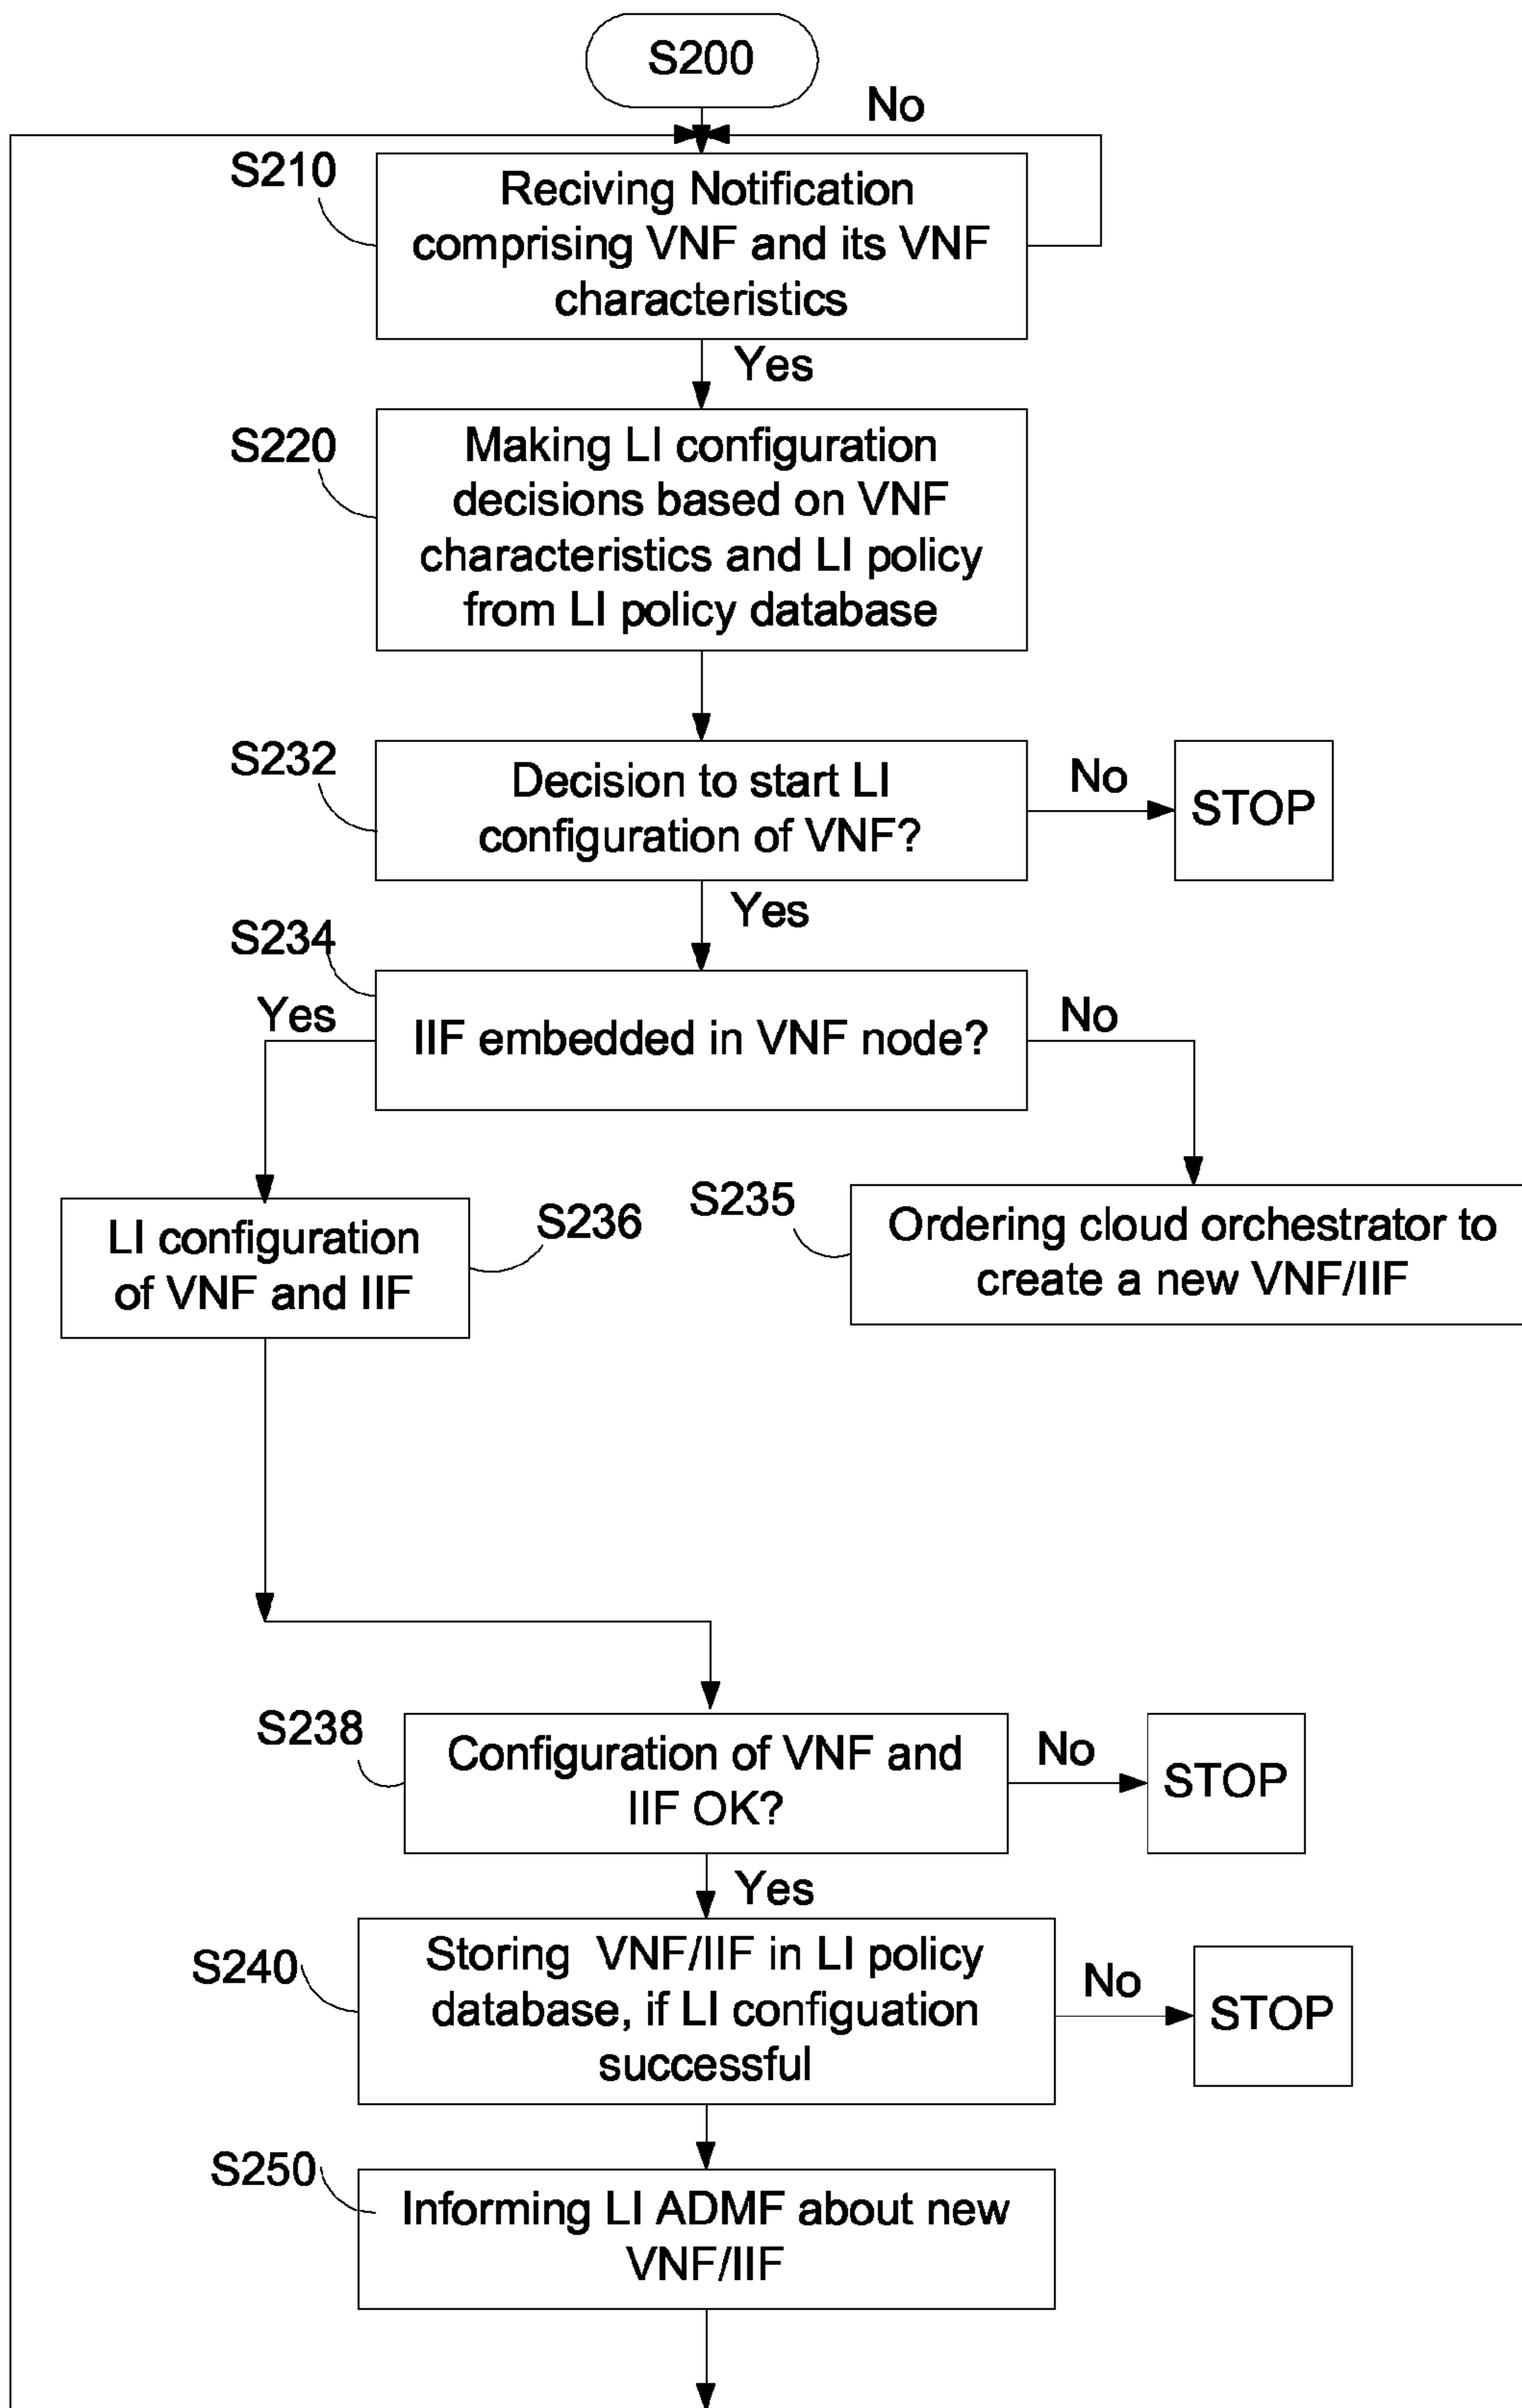 S200
No
S210
Reciving Notification
comprising VNF and its VNF
characteristics
Yes
S220
Making LI configuration
decisions based on VNF
characteristics and LI policy
from LI policy database
S232
Decision to start LI
configuration of VNF?
No
STOP
Yes
S234
Yes
IIF embedded in VNF node?
No
LI configuration
of VNF and IIF
S236
S235
Ordering cloud orchestrator to
create a new VNF/IIF
S238
Configuration of VNF and
IIF OK?
No
STOP
Yes
S240
Storing VNF/IIF in LI policy
database, if LI configuation
successful
No
STOP
S250
Informing LI ADMF about new
VNF/IIF